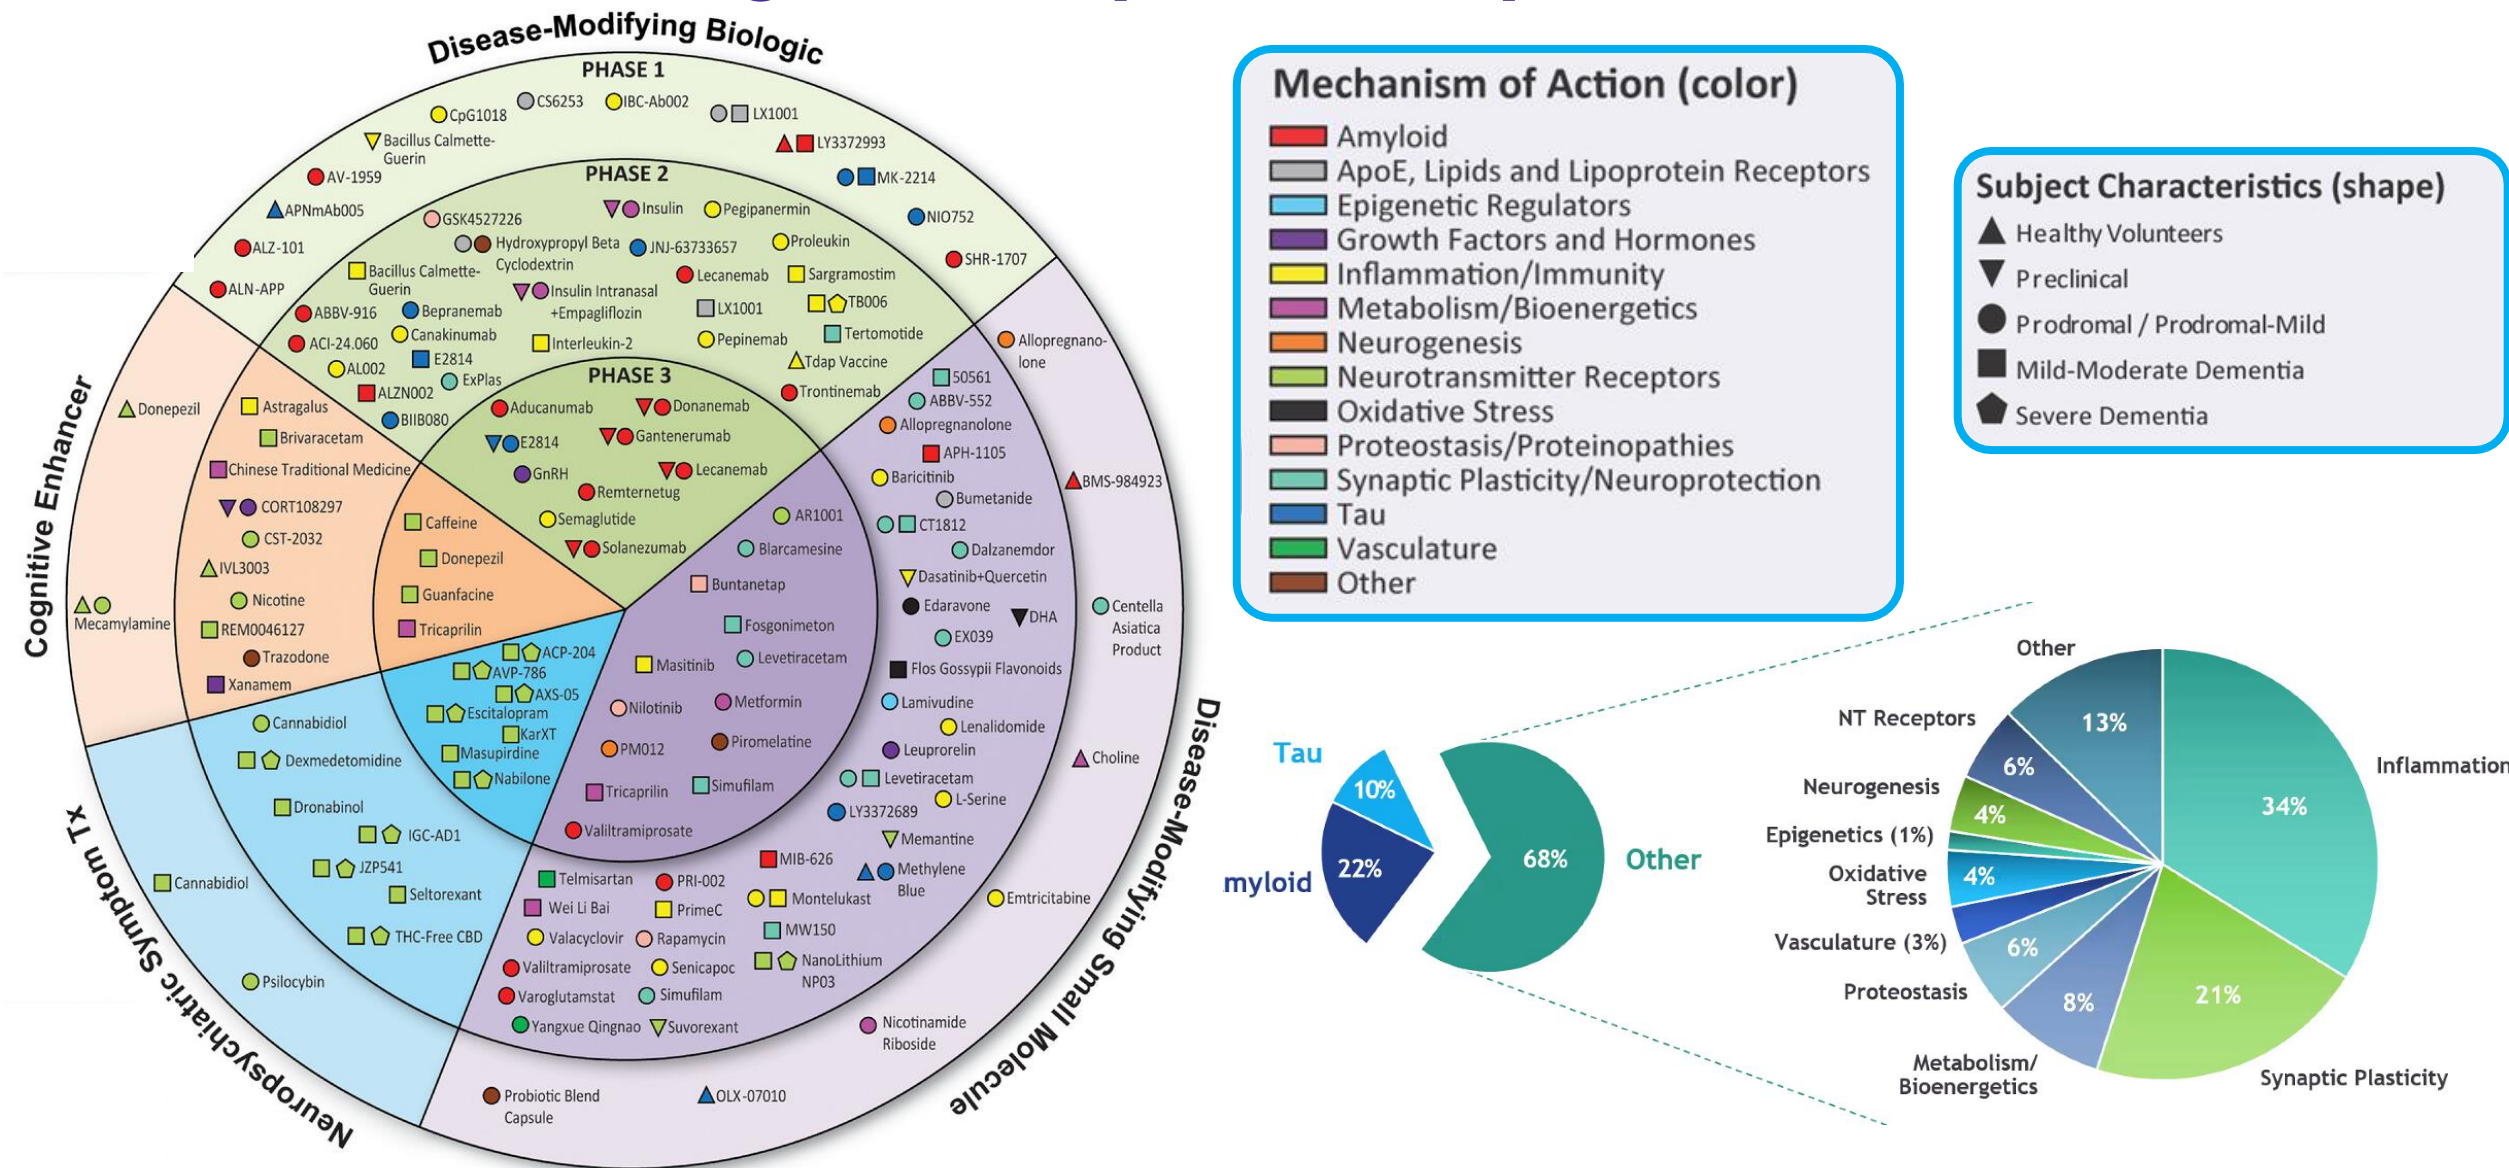 Disease-Modifying Biologic
PHASE 1
CpG1018
CS6253
IBC-Ab002
LX1001
Bacillus Calmette-
Guerin
LY3372993
AV-1959
MK-2214
APNmAb005
NIO752
ALZ-101
SHR-1707
ALN-APP
PHASE 2
GSK4527226
Insulin
Pegipanermin
Hydroxypropyl Beta
Cyclodextrin
JNJ-63733657
Proleukin
Bacillus Calmette-
Guerin
Lecanemab
Sargramostim
ABBV-916
Bepranemab
Insulin Intranasal
+Empagliflozin
LX1001
TB006
ACI-24.060
Canakinumab
Interleukin-2
Pepinemab
Tertomotide
AL002
E2814
Tdap Vaccine
ALZN002
ExPlas
Trontinemab
BIIB080
PHASE 3
Aducanumab
Donanemab
E2814
Gantenerumab
GnRH
Lecanemab
Remternetug
Semaglutide
Solanezumab
Cognitive Enhancer
Donepezil
Mecamylamine
Astragalus
Brivaracetam
Chinese Traditional Medicine
CORT108297
CST-2032
IVL3003
Nicotine
REM0046127
Trazodone
Xanamem
Caffeine
Donepezil
Guanfacine
Tricaprilin
Neuropsychiatric Symptom Tx
ACP-204
AVP-786
AXS-05
Escitalopram
KarXT
Masupirdine
Nabilone
Cannabidiol
Dexmedetomidine
Dronabinol
IGC-AD1
JZP541
Seltorexant
THC-Free CBD
Cannabidiol
Psilocybin
Disease-Modifying Small Molecule
AR1001
Blarcamesine
Buntanetap
Fosgonimeton
Levetiracetam
Masitinib
Metformin
Nilotinib
Piromelatine
PM012
Simufilam
Tricaprilin
Valiltramiprosate
50561
ABBV-552
Allopregnanolone
APH-1105
Baricitinib
Bumetanide
CT1812
Dalzanemdor
Dasatinib+Quercetin
Edaravone
DHA
EX039
Flos Gossypii Flavonoids
Lamivudine
Lenalidomide
Leuprorelin
Levetiracetam
L-Serine
LY3372689
Memantine
Methylene
Blue
MIB-626
Montelukast
MW150
NanoLithium
NP03
Telmisartan
PRI-002
Wei Li Bai
PrimeC
Valacyclovir
Rapamycin
Valiltramiprosate
Senicapoc
Varoglutamstat
Simufilam
Yangxue Qingnao
Suvorexant
Allopregnano-
lone
BMS-984923
Centella
Asiatica
Product
Choline
Emtricitabine
Nicotinamide
Riboside
OLX-07010
Probiotic Blend
Capsule
Mechanism of Action (color)
Amyloid
ApoE, Lipids and Lipoprotein Receptors
Epigenetic Regulators
Growth Factors and Hormones
Inflammation/Immunity
Metabolism/Bioenergetics
Neurogenesis
Neurotransmitter Receptors
Oxidative Stress
Proteostasis/Proteinopathies
Synaptic Plasticity/Neuroprotection
Tau
Vasculature
Other
Subject Characteristics (shape)
Healthy Volunteers
Preclinical
Prodromal / Prodromal-Mild
Mild-Moderate Dementia
Severe Dementia
Tau
10%
myloid
22%
68%
Other
Other
13%
NT Receptors
6%
Neurogenesis
4%
Epigenetics (1%)
Oxidative
Stress
4%
Vasculature (3%)
Proteostasis
6%
Metabolism/
Bioenergetics
8%
Synaptic Plasticity
21%
Inflammation
34%